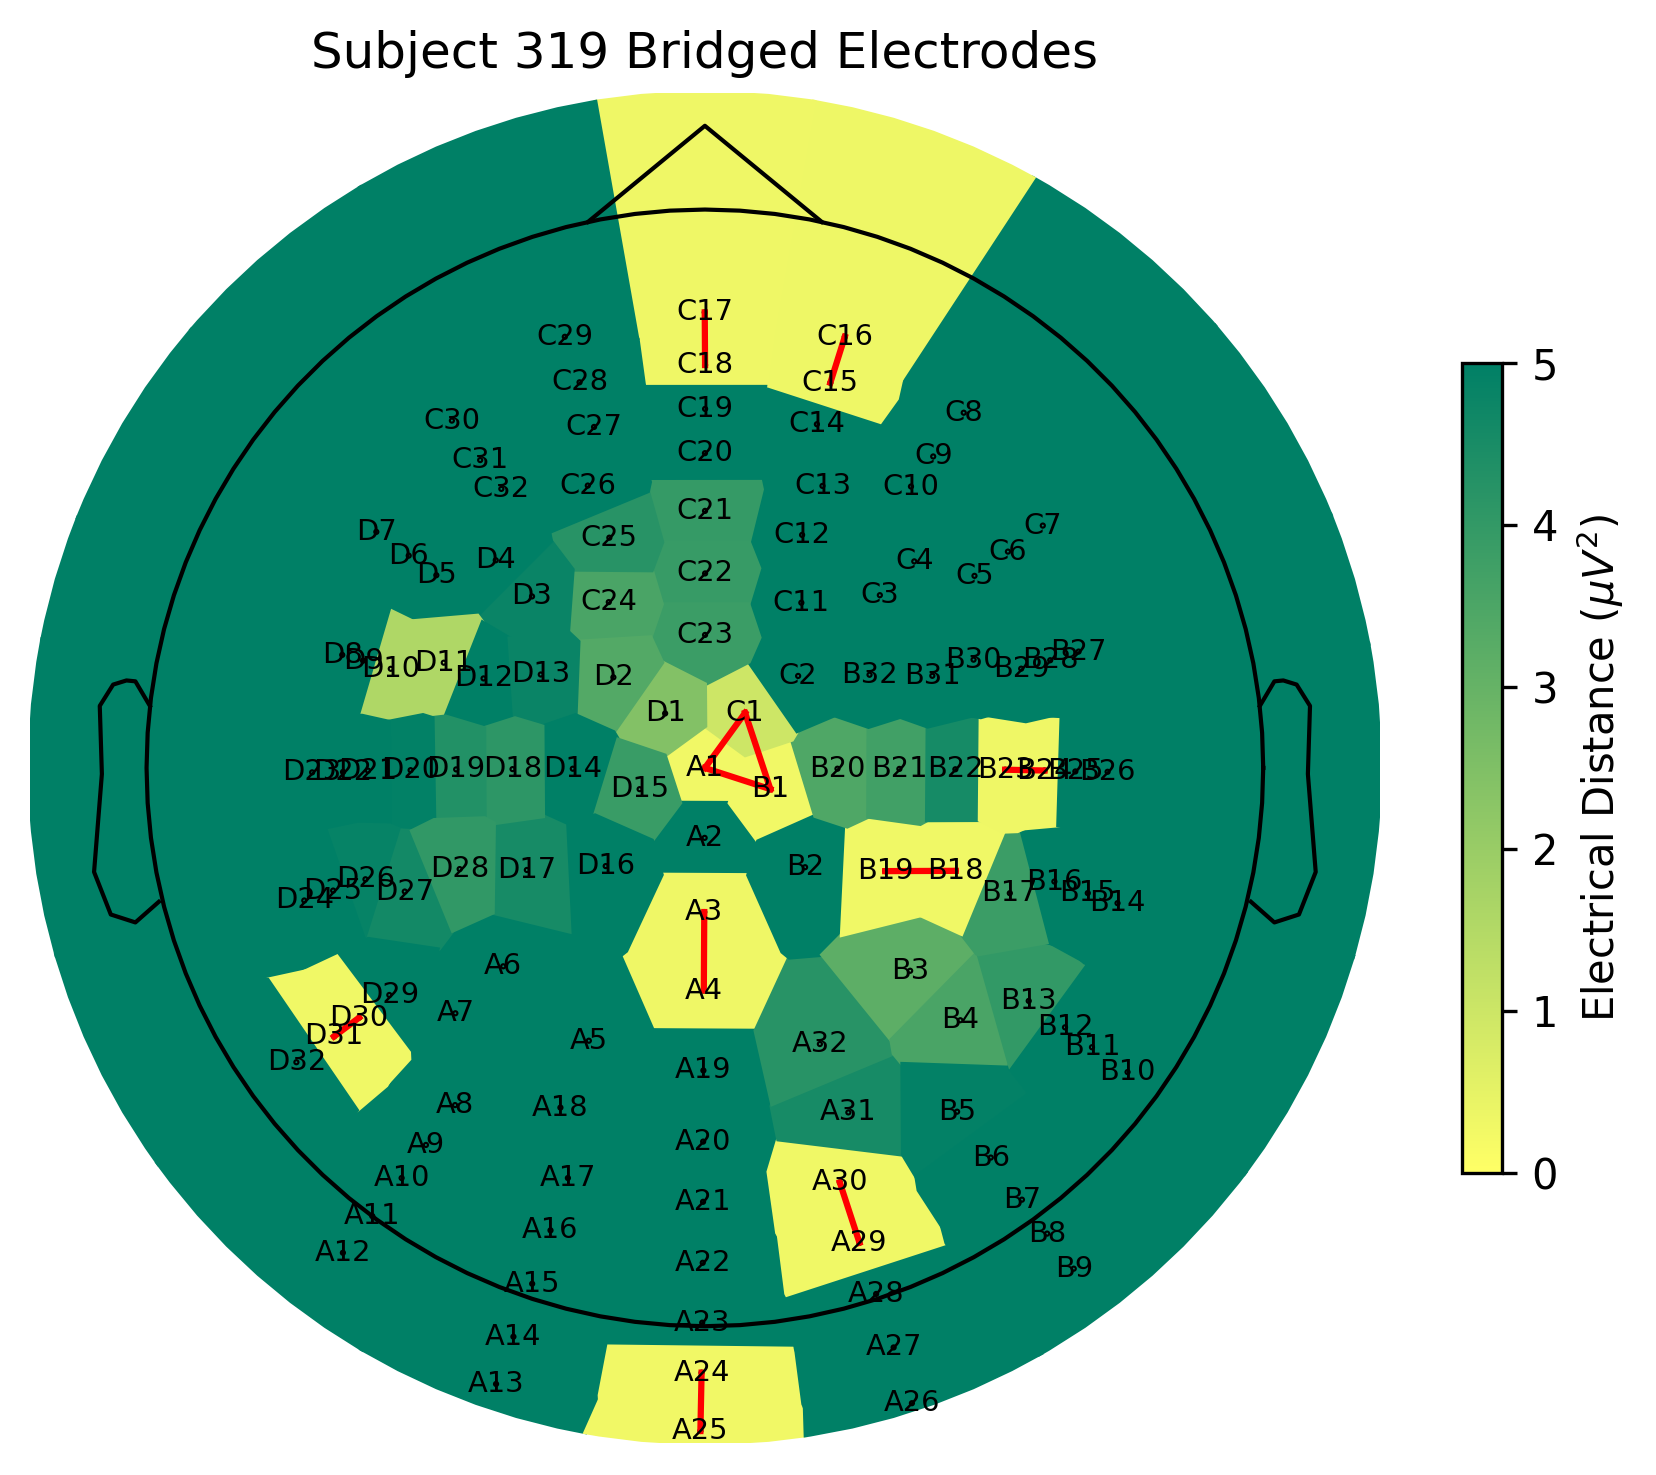 Subject 319 Bridged Electrodes
C17
C29
C16
C18
C28
C15
C19
C8
C30
C27
C14
C20
C9
C31
C32
C26
C13
C10
C21
D7
C25
C12
C7
D6
D4
C22
C4
C6
D5
C5
D3
C24
C11
C3
C23
D8
D9
D10
D11
D12
D13
D2
C2
B32
B31
B30
B29
B28
B27
D1
C1
D23
D22
D21
D20
D19
D18
D14
A1
B20
B21
B22
B23
B24
B25
B26
D15
B1
A2
D24
D25
D26
D27
D28
D17
D16
B2
B19
B18
B17
B16
B15
B14
A3
A6
B3
D29
A4
B13
D30
A7
B4
D31
A5
A32
B12
D32
B11
A19
B10
A8
A18
A31
B5
A9
A20
B6
A10
A17
A30
A21
B7
A11
A16
A29
B8
A12
A22
B9
A15
A28
A14
A23
A27
A13
A24
A26
A25
5
4
3
2
1
0
Electrical Distance (μV²)